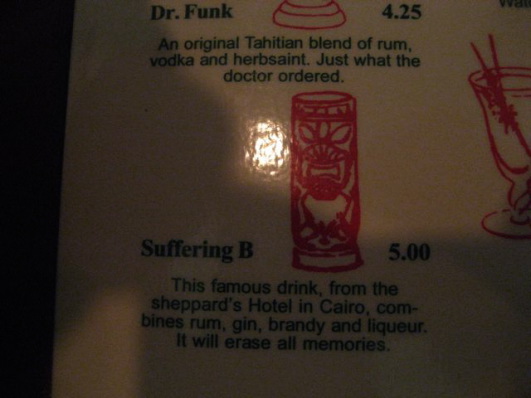 Dr. Funk 4.25
An original Tahitian blend of rum,
vodka and herbsaint. Just what the
doctor ordered.
Suffering B 5.00
This famous drink, from the
sheppard's Hotel in Cairo, com-
bines rum, gin, brandy and liqueur.
It will erase all memories.